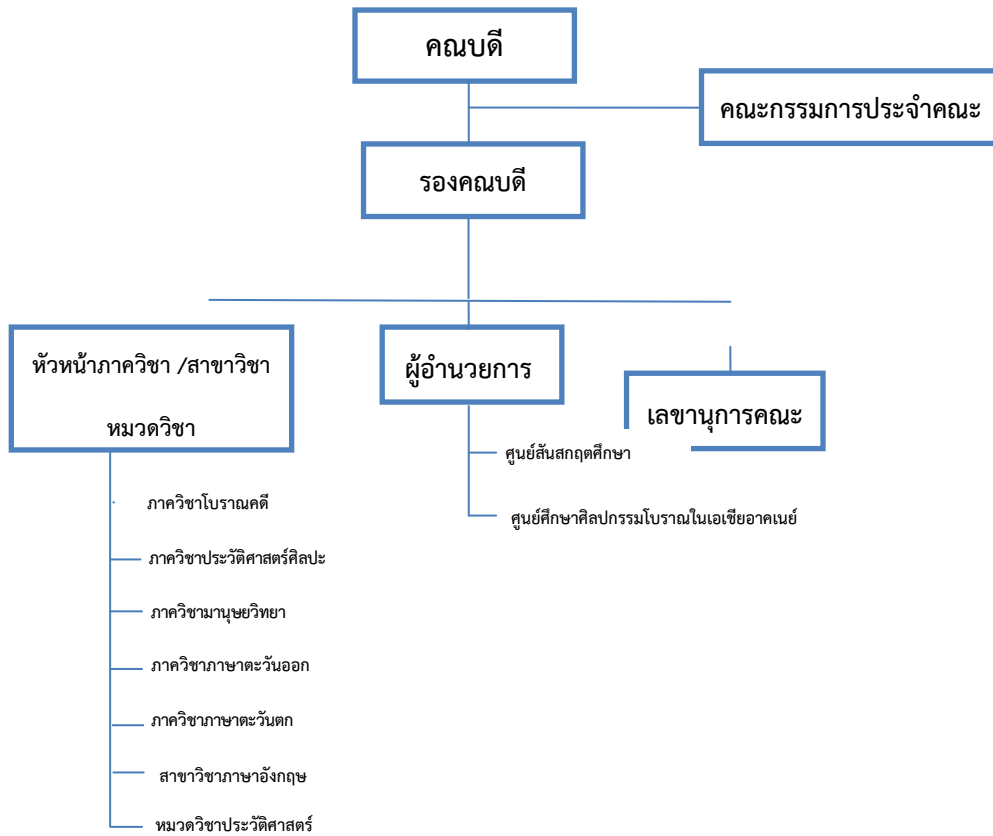 คณบดี
คณะกรรมการประจำคณะ
รองคณบดี
หัวหน้าภาควิชา /สาขาวิชา
หมวดวิชา
ผู้อำนวยการ
เลขานุการคณะ
ศูนย์สันสกฤตศึกษา
ศูนย์ศึกษาศิลปกรรมโบราณในเอเชียอาคเนย์
ภาควิชาโบราณคดี
ภาควิชาประวัติศาสตร์ศิลปะ
ภาควิชามานุษยวิทยา
ภาควิชาภาษาตะวันออก
ภาควิชาภาษาตะวันตก
สาขาวิชาภาษาอังกฤษ
หมวดวิชาประวัติศาสตร์